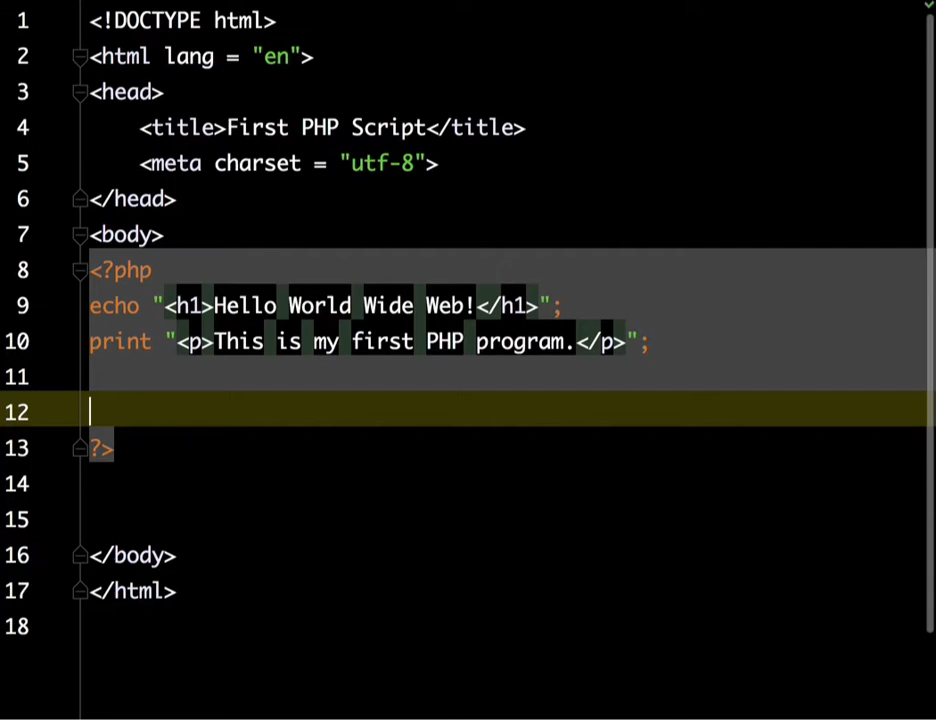 1 <!DOCTYPE html>
2 <html lang = "en">
3 <head>
4 <title>First PHP Script</title>
5 <meta charset = "utf-8">
6 </head>
7 <body>
8 <?php
9 echo "<h1>Hello World Wide Web!</h1>";
10 print "<p>This is my first PHP program.</p>";
11
12
13 ?>
14
15
16 </body>
17 </html>
18